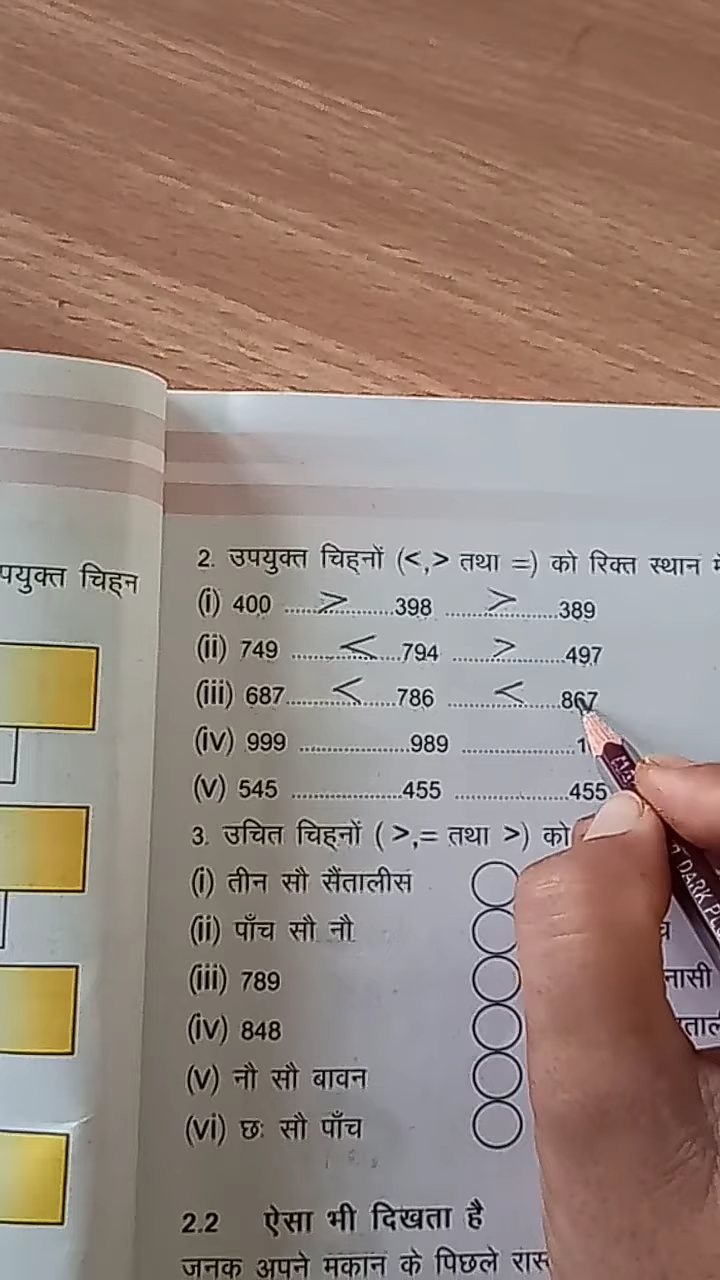 पयुक्त चिह्न
2. उपयुक्त चिह्नों (<,> तथा =) को रिक्त स्थान
(i) 400 ......>......398 ......>......389
(ii) 749 ......<......794 ......>......497
(iii) 687......<......786 ......<......867
(iv) 999 ....................989 ....................
(v) 545 ....................455 ....................455
3. उचित चिह्नों ( >,= तथा >) को
(i) तीन सौ सैंतालीस
(ii) पाँच सौ नौ
(iii) 789
नासी
(iv) 848
(v) नौ सौ बावन
(vi) छः सौ पाँच
2.2 ऐसा भी दिखता है
जनक अपने मकान के पिछले
DARK